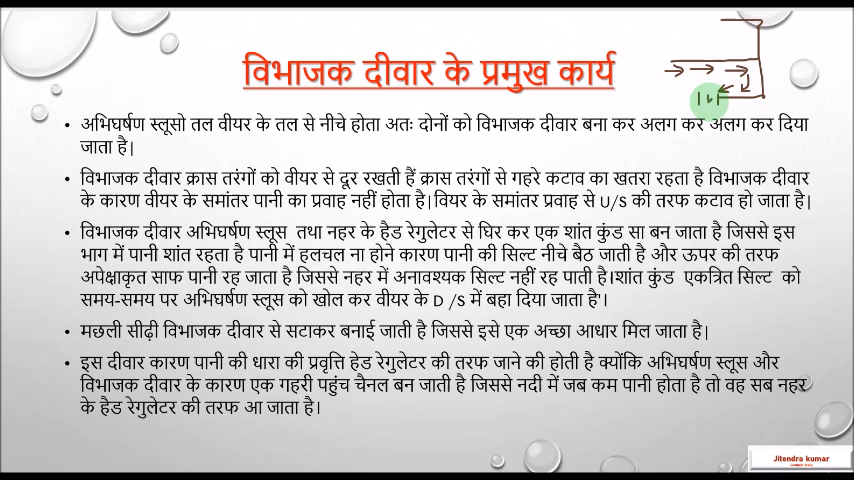 विभाजक दीवार के प्रमुख कार्य
• अभिघर्षण स्लूसो तल वीयर के तल से नीचे होता अतः दोनों को विभाजक दीवार बना कर अलग कर अलग कर दिया
जाता है|
• विभाजक दीवार क्रास तरंगों को वीयर से दूर रखती हैं क्रास तरंगों से गहरे कटाव का खतरा रहता है विभाजक दीवार
के कारण वीयर के समांतर पानी का प्रवाह नहीं होता है|वियर के समांतर प्रवाह से U/S की तरफ कटाव हो जाता है|
• विभाजक दीवार अभिघर्षण स्लूस तथा नहर के हैड रेगुलेटर से घिर कर एक शांत कुंड सा बन जाता है जिससे इस
भाग में पानी शांत रहता है पानी में हलचल ना होने कारण पानी की सिल्ट नीचे बैठ जाती है और ऊपर की तरफ
अपेक्षाकृत साफ पानी रह जाता है जिससे नहर में अनावश्यक सिल्ट नहीं रह पाती है।शांत कुंड एकत्रित सिल्ट को
समय-समय पर अभिघर्षण स्लूस को खोल कर वीयर के D /S में बहा दिया जाता है'।
• मछली सीढ़ी विभाजक दीवार से सटाकर बनाई जाती है जिससे इसे एक अच्छा आधार मिल जाता है|
• इस दीवार कारण पानी की धारा की प्रवृत्ति हेड रेगुलेटर की तरफ जाने की होती है क्योंकि अभिघर्षण स्लूस और
विभाजक दीवार के कारण एक गहरी पहुंच चैनल बन जाती है जिससे नदी में जब कम पानी होता है तो वह सब नहर
के हैड रेगुलेटर की तरफ आ जाता है।
Jitendra kumar